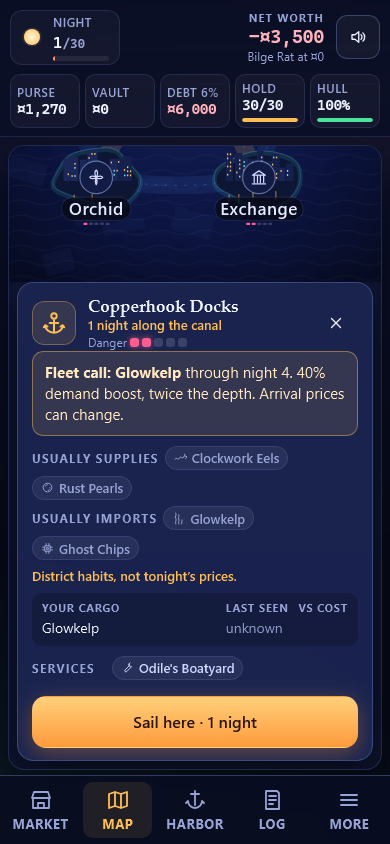 NIGHT
1/30
NET WORTH
−¤3,500
Bilge Rat at ¤0
PURSE
¤1,270
VAULT
¤0
DEBT 6%
¤6,000
HOLD
30/30
HULL
100%
Orchid
Exchange
Copperhook Docks
1 night along the canal
Danger
Fleet call: Glowkelp through night 4. 40%
demand boost, twice the depth. Arrival prices
can change.
USUALLY SUPPLIES Clockwork Eels
Rust Pearls
USUALLY IMPORTS Glowkelp
Ghost Chips
District habits, not tonight's prices.
YOUR CARGO LAST SEEN VS COST
Glowkelp unknown
SERVICES Odile's Boatyard
Sail here · 1 night
MARKET MAP HARBOR LOG MORE